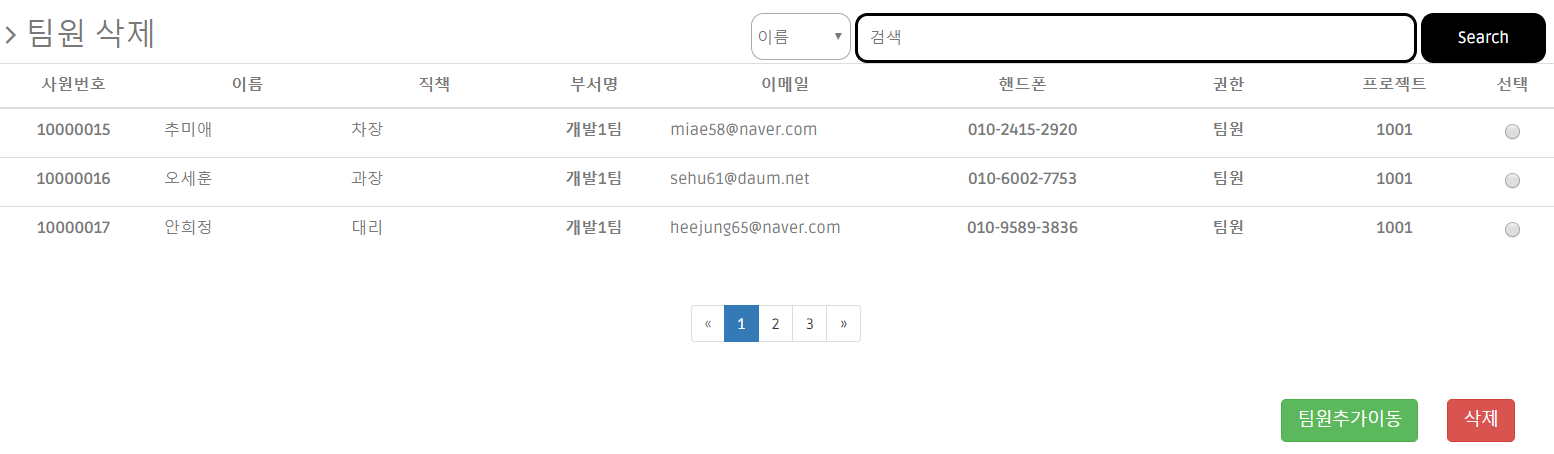 팀원 삭제
이름 검색 Search
사원번호 이름 직책 부서명 이메일 핸드폰 권한 프로젝트 선택
10000015 추미애 차장 개발1팀 miae58@naver.com 010-2415-2920 팀원 1001
10000016 오세훈 과장 개발1팀 sehu61@daum.net 010-6002-7753 팀원 1001
10000017 안희정 대리 개발1팀 heejung65@naver.com 010-9589-3836 팀원 1001
« 1 2 3 »
팀원추가이동 삭제